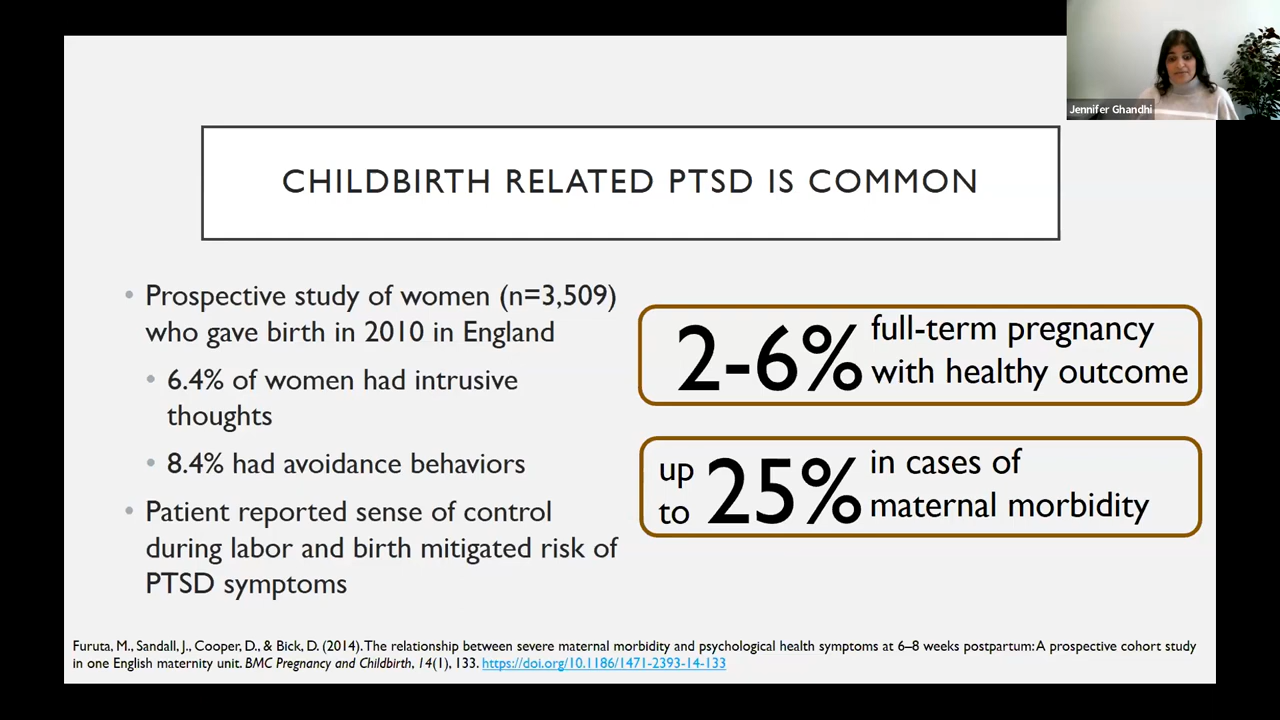 Jennifer Ghandhi
CHILDBIRTH RELATED PTSD IS COMMON
• Prospective study of women (n=3,509)
who gave birth in 2010 in England
• 6.4% of women had intrusive
thoughts
• 8.4% had avoidance behaviors
• Patient reported sense of control
during labor and birth mitigated risk of
PTSD symptoms
2-6% full-term pregnancy
with healthy outcome
up to 25% in cases of
maternal morbidity
Furuta, M., Sandall, J., Cooper, D., & Bick, D. (2014). The relationship between severe maternal morbidity and psychological health symptoms at 6–8 weeks postpartum: A prospective cohort study
in one English maternity unit. BMC Pregnancy and Childbirth, 14(1), 133. https://doi.org/10.1186/1471-2393-14-133